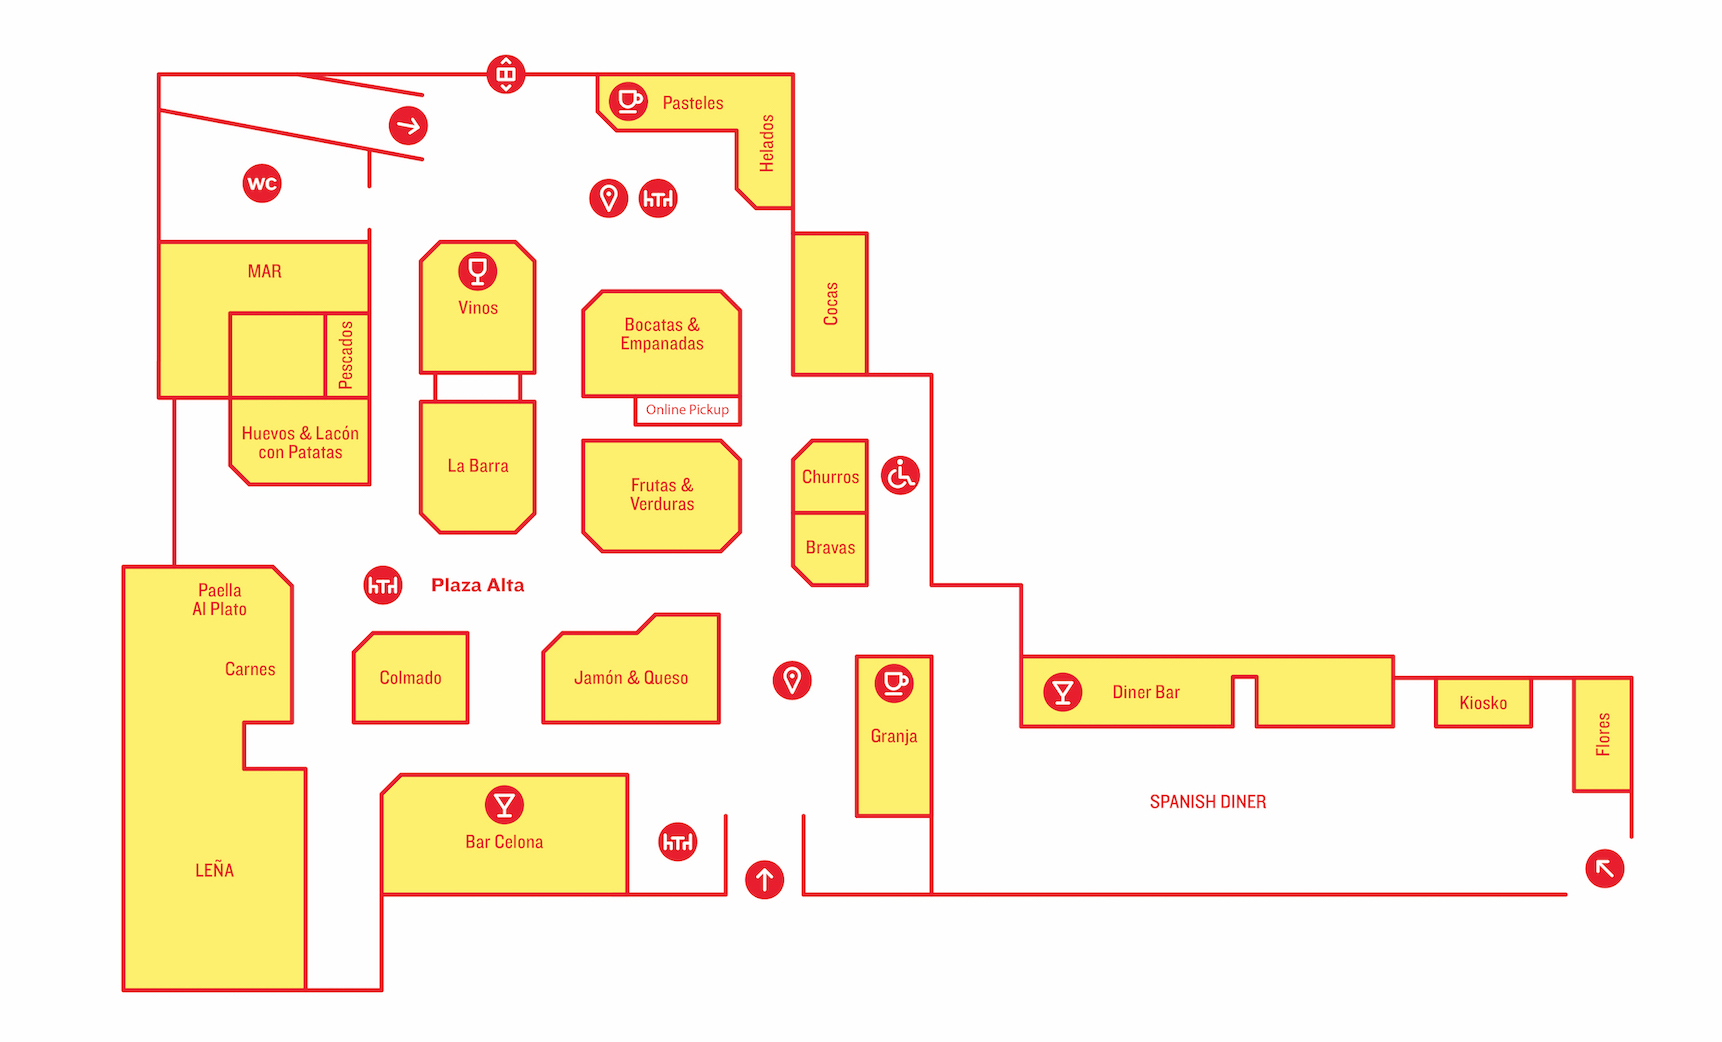 Pasteles
Helados
WC
MAR
Vinos
Cocas
Bocatas &
Empanadas
Pescados
Online Pickup
Huevos & Lacón
con Patatas
La Barra
Churros
Frutas &
Verduras
Bravas
Plaza Alta
Paella
Al Plato
Carnes
Colmado
Jamón & Queso
Diner Bar
Kiosko
Granja
Flores
SPANISH DINER
Bar Celona
LEÑA